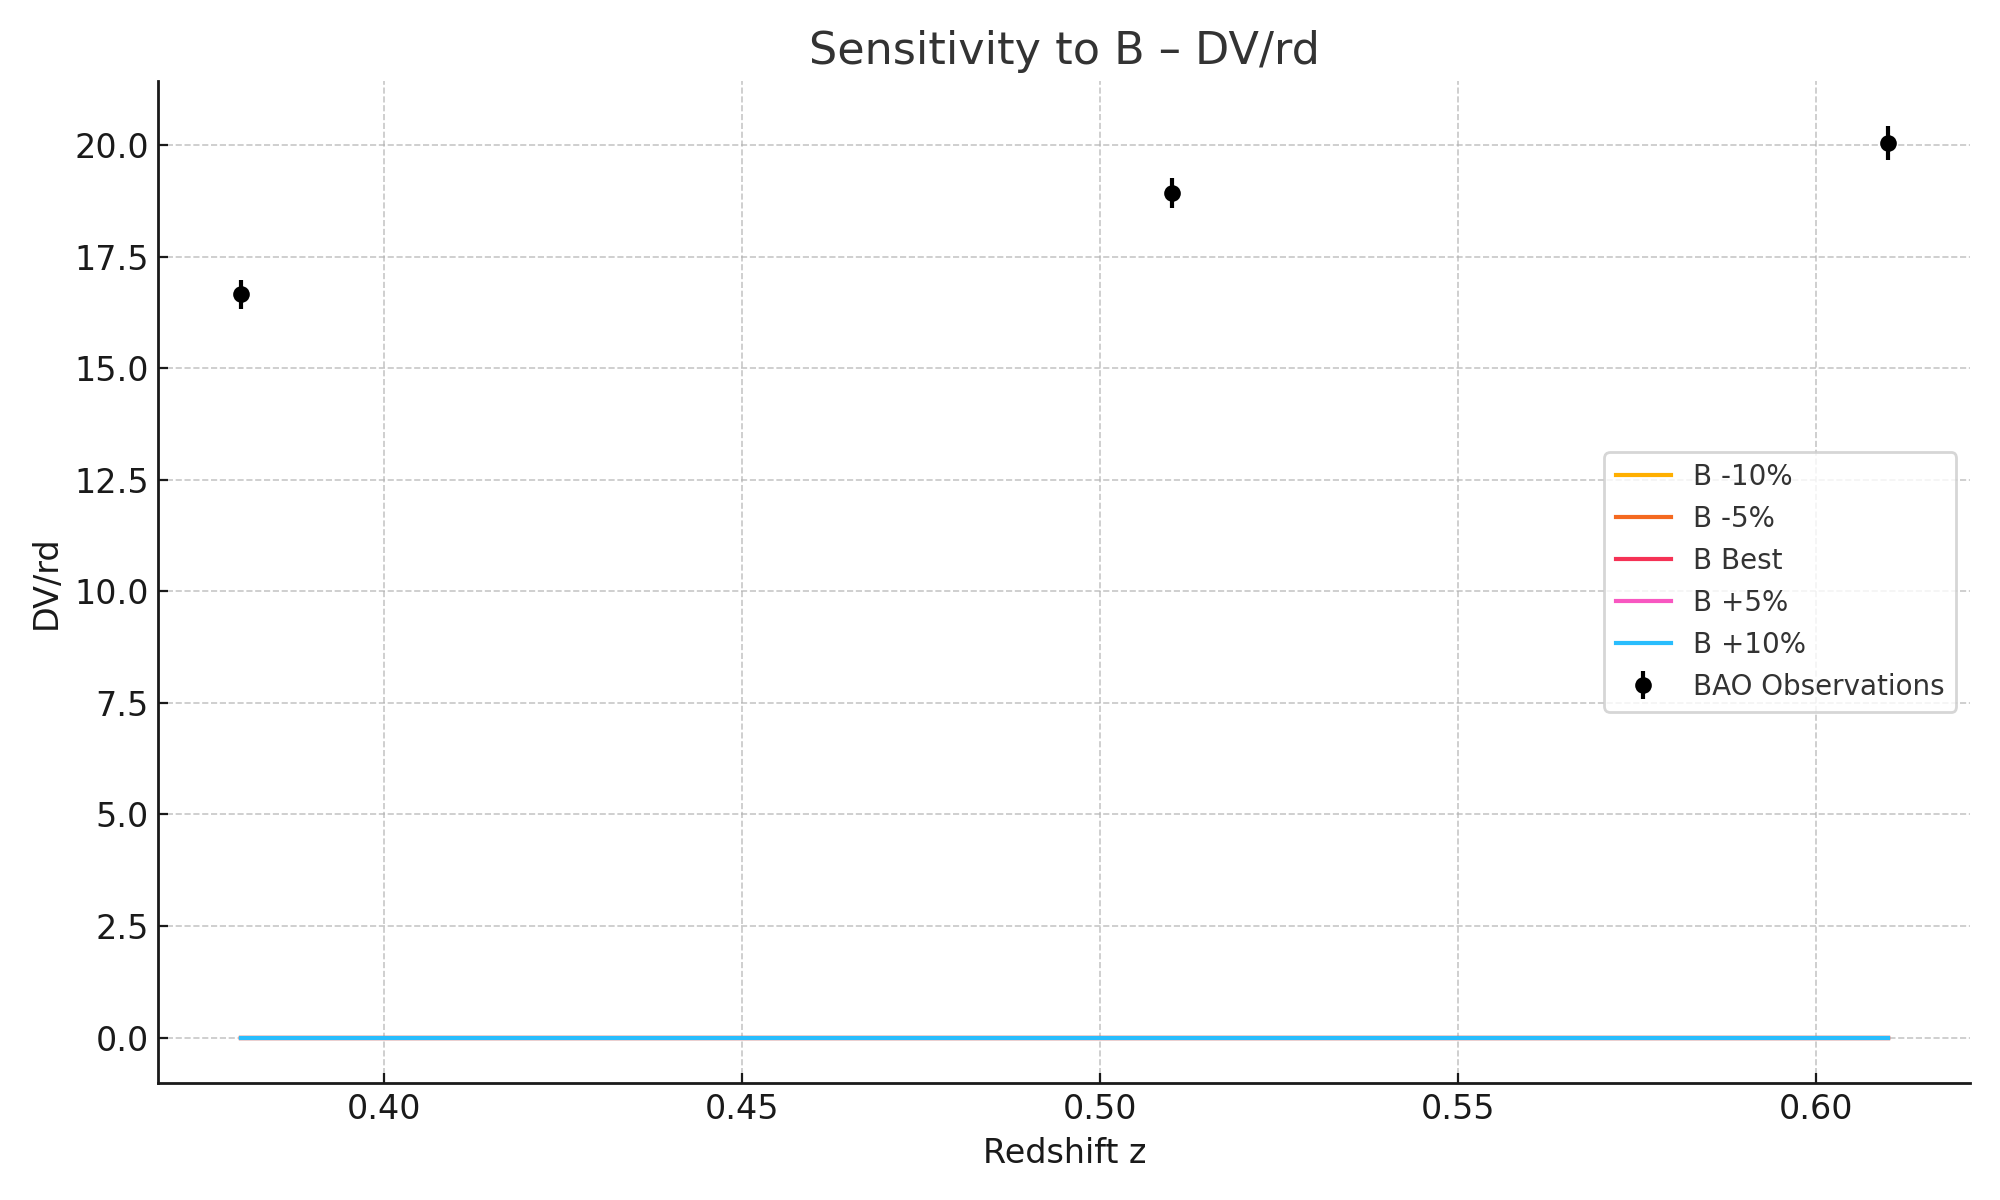 Sensitivity to B – DV/rd
20.0
17.5
15.0
12.5
10.0
7.5
5.0
2.5
0.0
DV/rd
B -10%
B -5%
B Best
B +5%
B +10%
BAO Observations
0.40 0.45 0.50 0.55 0.60
Redshift z